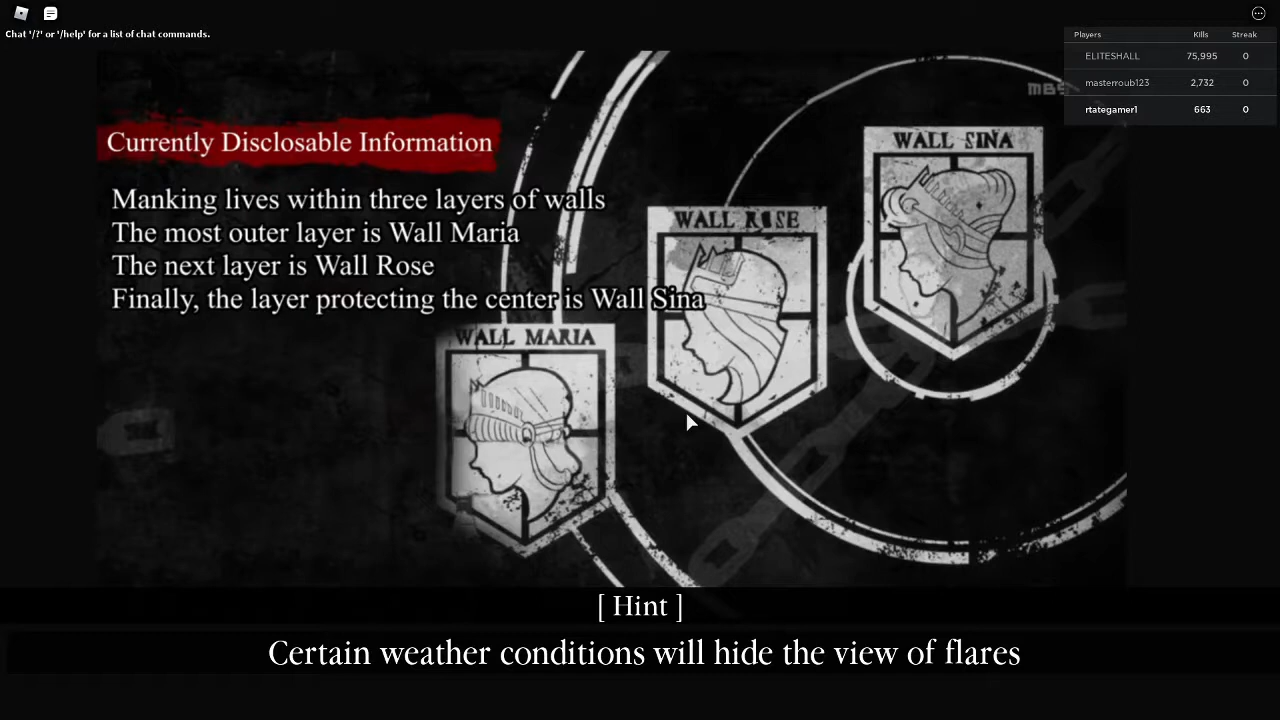 Chat '/?' or '/help' for a list of chat commands.
Players Kills Streak
ELITESHALL 75,995 0
masterroub123 2,732 0
rtategamer1 663 0
MBS
Currently Disclosable Information
Manking lives within three layers of walls
The most outer layer is Wall Maria
The next layer is Wall Rose
Finally, the layer protecting the center is Wall Sina
WALL SINA
WALL ROSE
WALL MARIA
[ Hint ]
Certain weather conditions will hide the view of flares